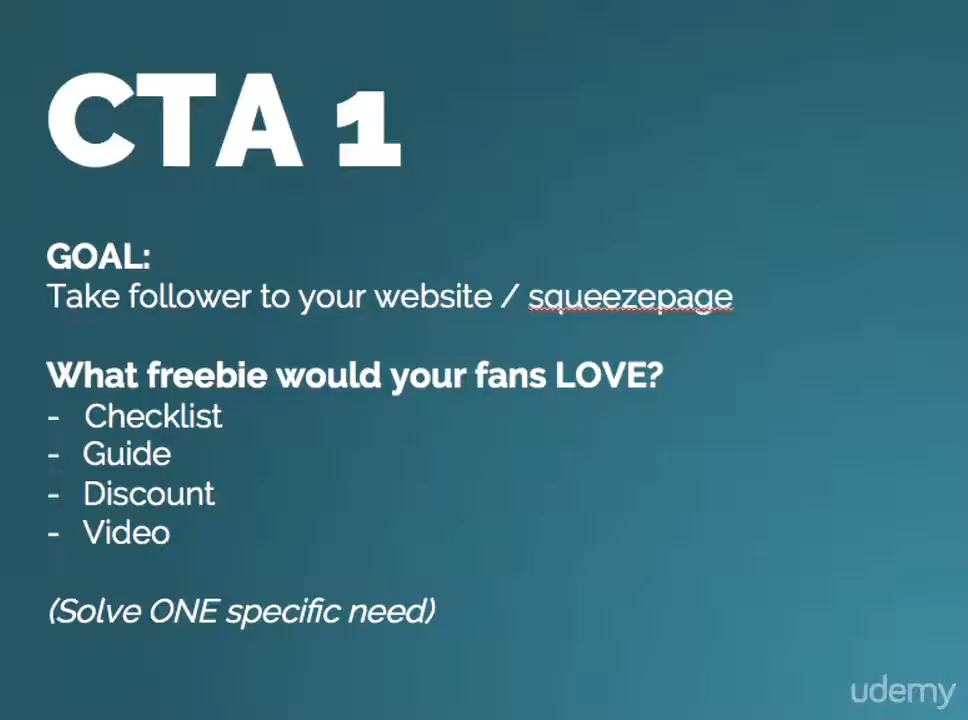 CTA 1
GOAL:
Take follower to your website / squeezepage
What freebie would your fans LOVE?
- Checklist
- Guide
- Discount
- Video
(Solve ONE specific need)
udemy